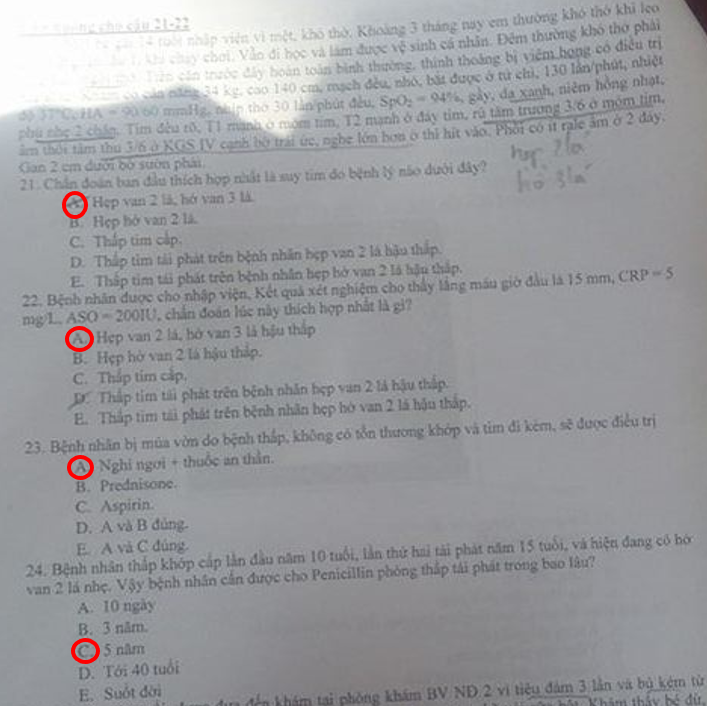 cho câu 21-22
14 tuổi nhập viện vì mệt, khó thở. Khoảng 3 tháng nay em thường khó thở khi leo
khi chạy chơi. Vẫn đi học và làm được vệ sinh cá nhân. Đêm thường khó thở phải
Tiền căn trước đây hoàn toàn bình thường, thỉnh thoảng bị viêm họng có điều trị
cân nặng 34 kg, cao 140 cm, mạch đều, nhỏ, bắt được ở tứ chi, 130 lần/phút, nhiệt
độ 37°C, HA = 90/60 mmHg, nhịp thở 30 lần/phút đều, SpO2 = 94%, gầy, da xanh, niêm hồng nhạt,
phù nhẹ 2 chân. Tim đều rõ, T1 mạnh ở mỏm tim, T2 mạnh ở đáy tim, rù tâm trương 3/6 ở mỏm tim,
âm thổi tâm thu 3/6 ở KGS IV cạnh bờ trái ức, nghe lớn hơn ở thì hít vào. Phổi có ít rale ẩm ở 2 đáy.
Gan 2 cm dưới bờ sườn phải.
hẹp 2 lá
hở 3 lá
21. Chẩn đoán ban đầu thích hợp nhất là suy tim do bệnh lý nào dưới đây?
A. Hẹp van 2 lá, hở van 3 lá.
B. Hẹp hở van 2 lá.
C. Thấp tim cấp.
D. Thấp tim tái phát trên bệnh nhân hẹp van 2 lá hậu thấp.
E. Thấp tim tái phát trên bệnh nhân hẹp hở van 2 lá hậu thấp.
22. Bệnh nhân được cho nhập viện, Kết quả xét nghiệm cho thấy lắng máu giờ đầu là 15 mm, CRP = 5
mg/L, ASO = 200IU, chẩn đoán lúc này thích hợp nhất là gì?
A. Hẹp van 2 lá, hở van 3 lá hậu thấp
B. Hẹp hở van 2 lá hậu thấp.
C. Thấp tim cấp.
D. Thấp tim tái phát trên bệnh nhân hẹp van 2 lá hậu thấp.
E. Thấp tim tái phát trên bệnh nhân hẹp hở van 2 lá hậu thấp.
23. Bệnh nhân bị múa vờn do bệnh thấp, không có tổn thương khớp và tim đi kèm, sẽ được điều trị
A. Nghỉ ngơi + thuốc an thần.
B. Prednisone.
C. Aspirin.
D. A và B đúng.
E. A và C đúng.
24. Bệnh nhân thấp khớp cấp lần đầu năm 10 tuổi, lần thứ hai tái phát năm 15 tuổi, và hiện đang có hở
van 2 lá nhẹ. Vậy bệnh nhân cần được cho Penicillin phòng thấp tái phát trong bao lâu?
A. 10 ngày
B. 3 năm.
C. 5 năm
D. Tới 40 tuổi
E. Suốt đời
đưa đến khám tại phòng khám BV NĐ 2 vì tiêu đàm 3 lần và bú kém từ
Khám thấy bé đừ,